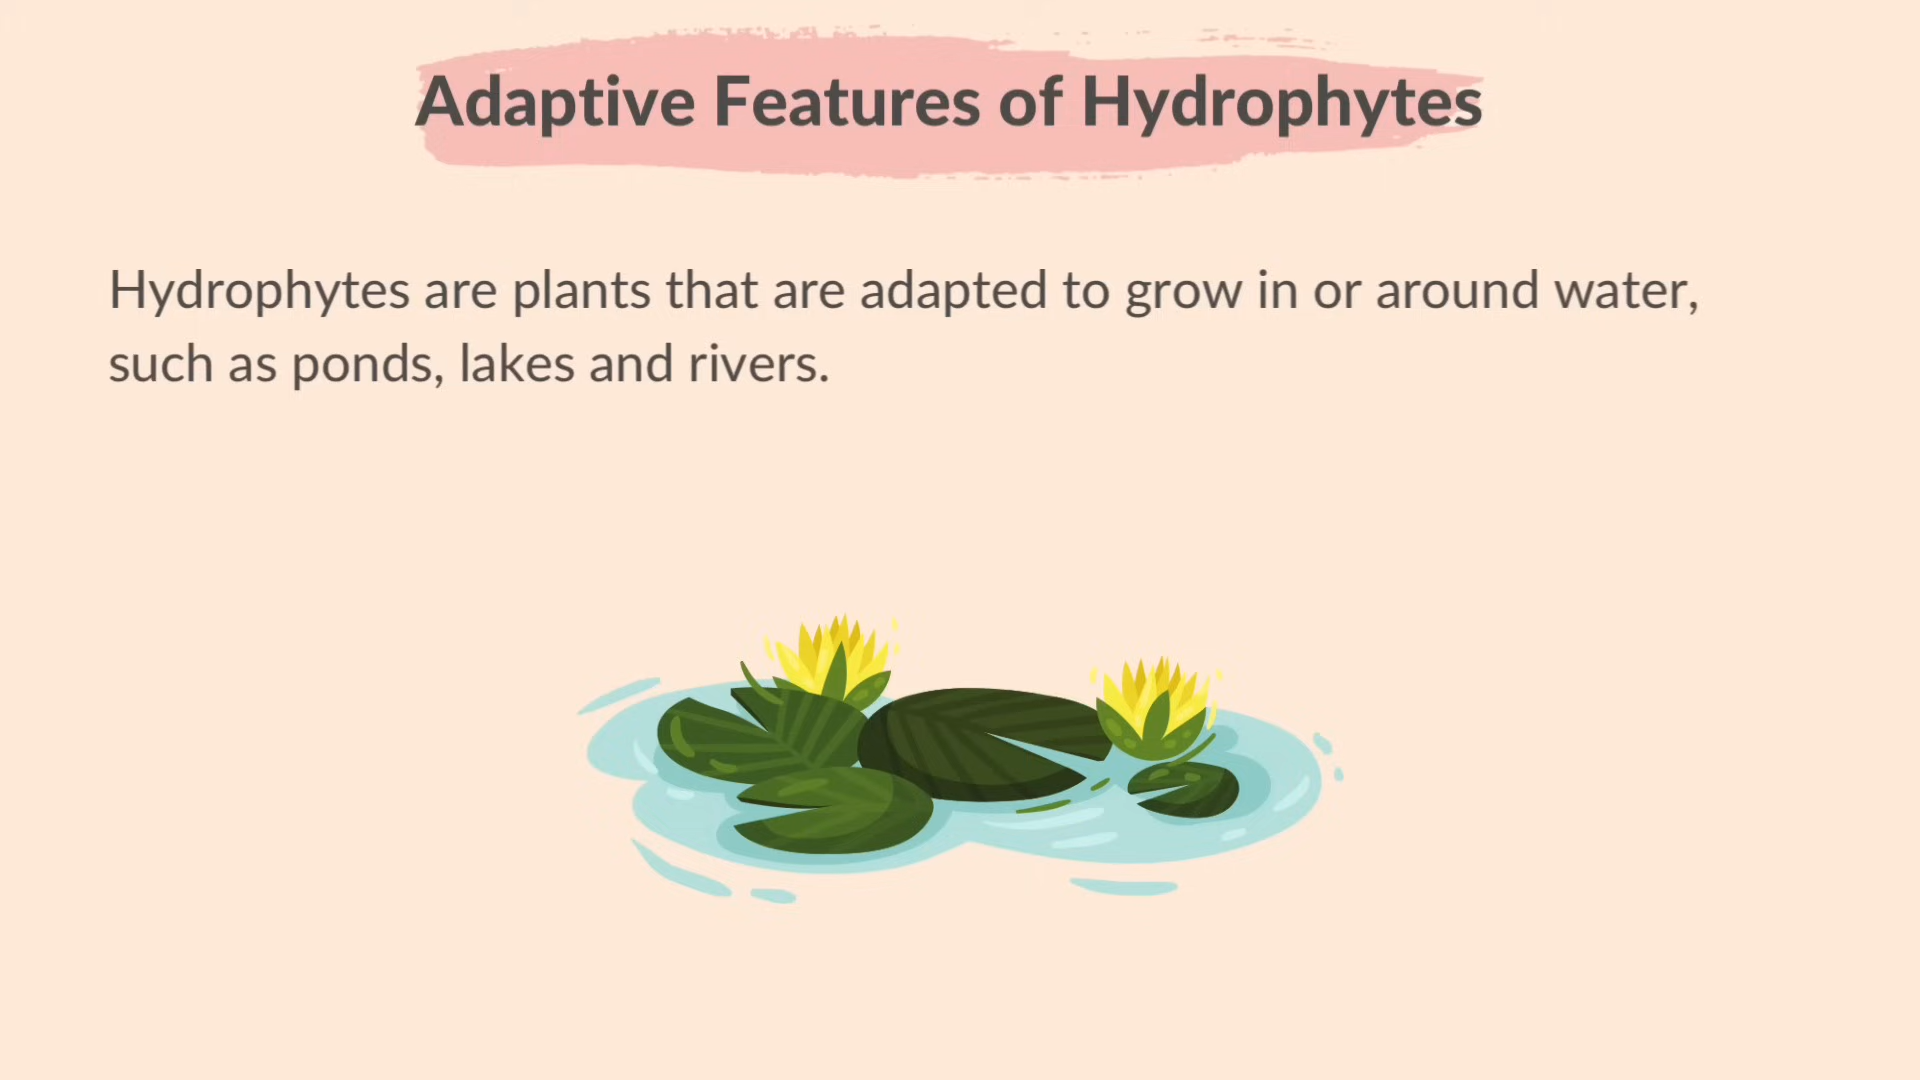 Adaptive Features of Hydrophytes
Hydrophytes are plants that are adapted to grow in or around water,
such as ponds, lakes and rivers.